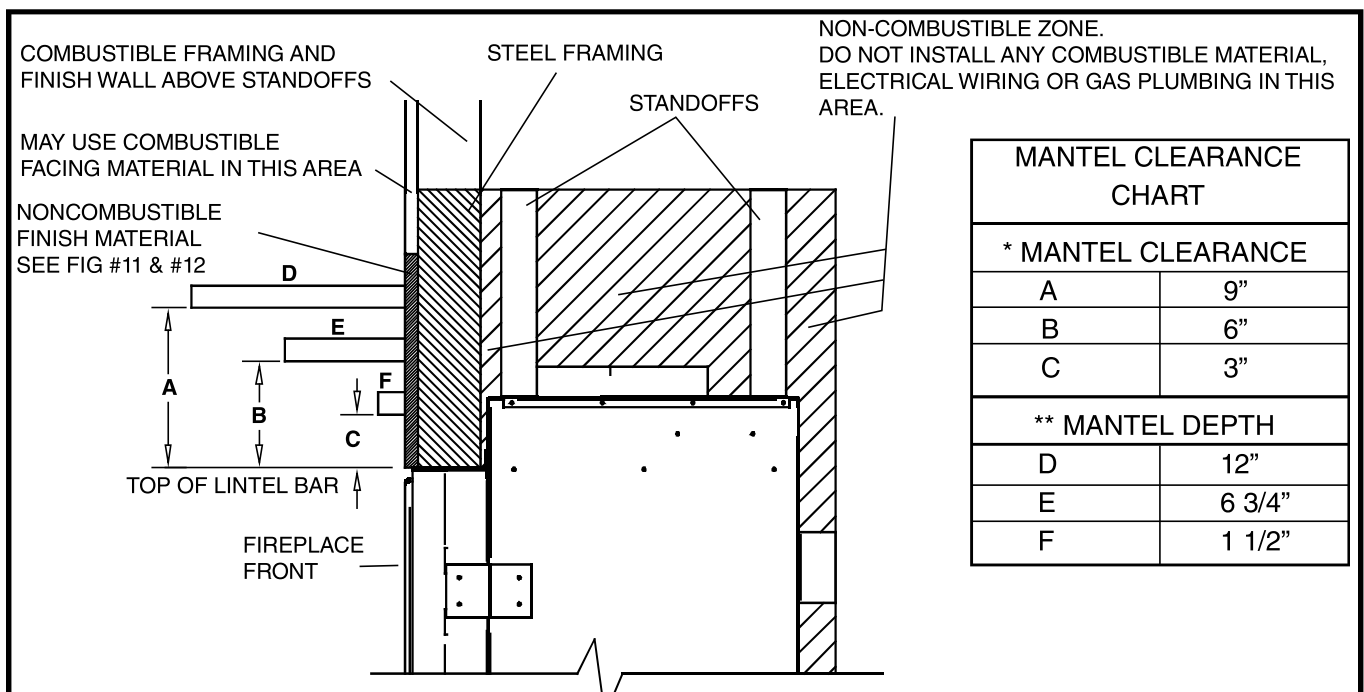 COMBUSTIBLE FRAMING AND
FINISH WALL ABOVE STANDOFFS
STEEL FRAMING
STANDOFFS
NON-COMBUSTIBLE ZONE.
DO NOT INSTALL ANY COMBUSTIBLE MATERIAL,
ELECTRICAL WIRING OR GAS PLUMBING IN THIS
AREA.
MAY USE COMBUSTIBLE
FACING MATERIAL IN THIS AREA
NONCOMBUSTIBLE
FINISH MATERIAL
SEE FIG #11 & #12
D
E
F
A
B
C
TOP OF LINTEL BAR
FIREPLACE
FRONT
MANTEL CLEARANCE
CHART
* MANTEL CLEARANCE
A 9”
B 6”
C 3”
** MANTEL DEPTH
D 12”
E 6 3/4”
F 1 1/2”